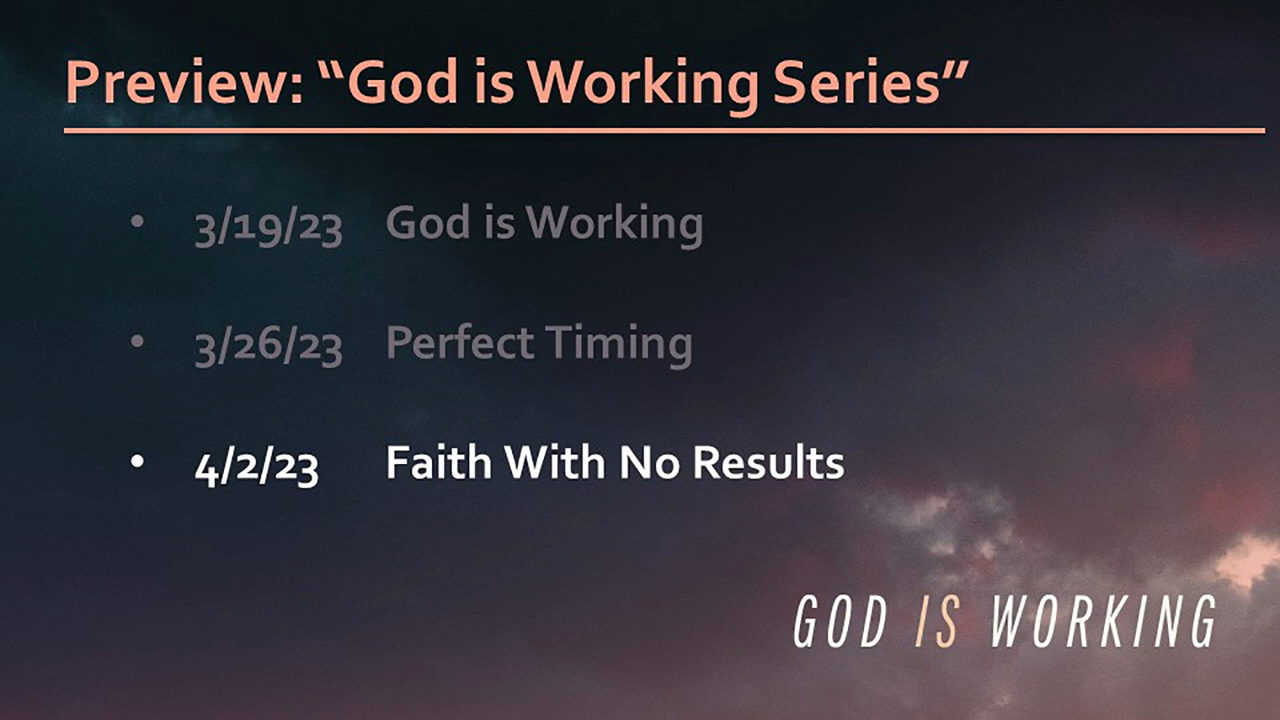 Preview: “God is Working Series”
• 3/19/23 God is Working
• 3/26/23 Perfect Timing
• 4/2/23 Faith With No Results
GOD IS WORKING